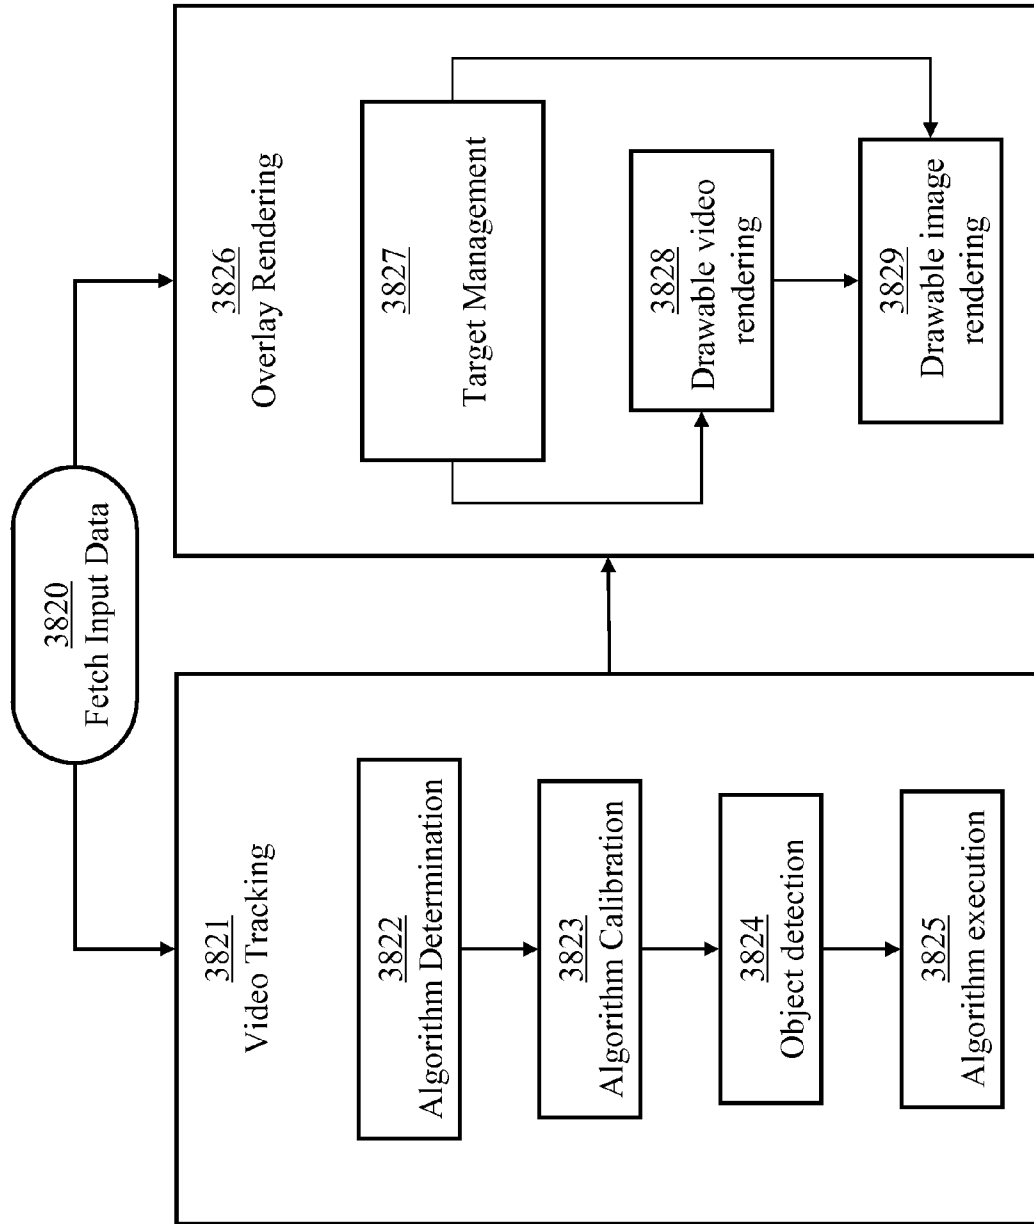 3820
Fetch Input Data
3821
Video Tracking
3822
Algorithm Determination
3823
Algorithm Calibration
3824
Object detection
3825
Algorithm execution
3826
Overlay Rendering
3827
Target Management
3828
Drawable video
rendering
3829
Drawable image
rendering